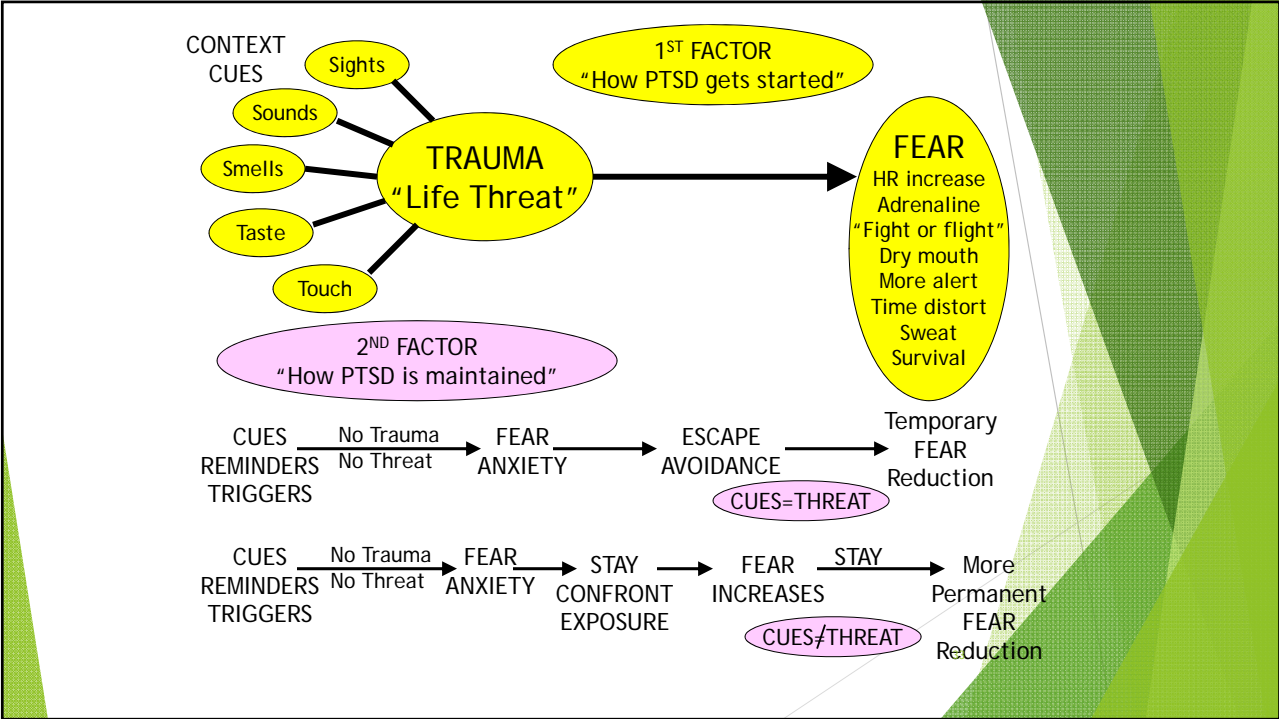 CONTEXT
CUES
Sights
Sounds
Smells
Taste
Touch
TRAUMA
“Life Threat”
1ST FACTOR
“How PTSD gets started”
FEAR
HR increase
Adrenaline
“Fight or flight”
Dry mouth
More alert
Time distort
Sweat
Survival
2ND FACTOR
“How PTSD is maintained”
CUES
REMINDERS
TRIGGERS
No Trauma
No Threat
FEAR
ANXIETY
ESCAPE
AVOIDANCE
CUES=THREAT
Temporary
FEAR
Reduction
CUES
REMINDERS
TRIGGERS
No Trauma
No Threat
FEAR
ANXIETY
STAY
CONFRONT
EXPOSURE
FEAR
INCREASES
STAY
CUES≠THREAT
More
Permanent
FEAR
Reduction